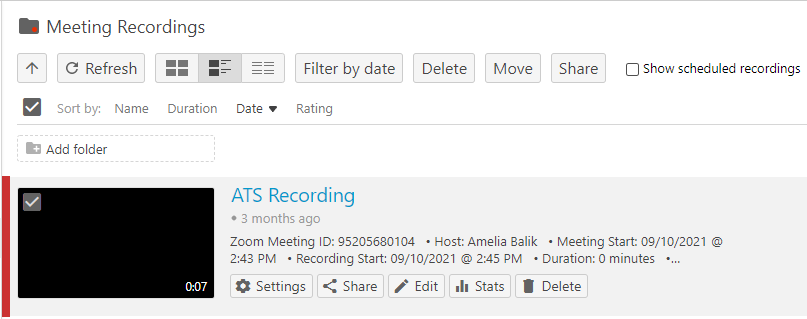 Meeting Recordings
Refresh Filter by date Delete Move Share Show scheduled recordings
Sort by: Name Duration Date Rating
Add folder
ATS Recording
• 3 months ago
Zoom Meeting ID: 95205680104 • Host: Amelia Balik • Meeting Start: 09/10/2021 @
2:43 PM • Recording Start: 09/10/2021 @ 2:45 PM • Duration: 0 minutes •...
0:07
Settings Share Edit Stats Delete